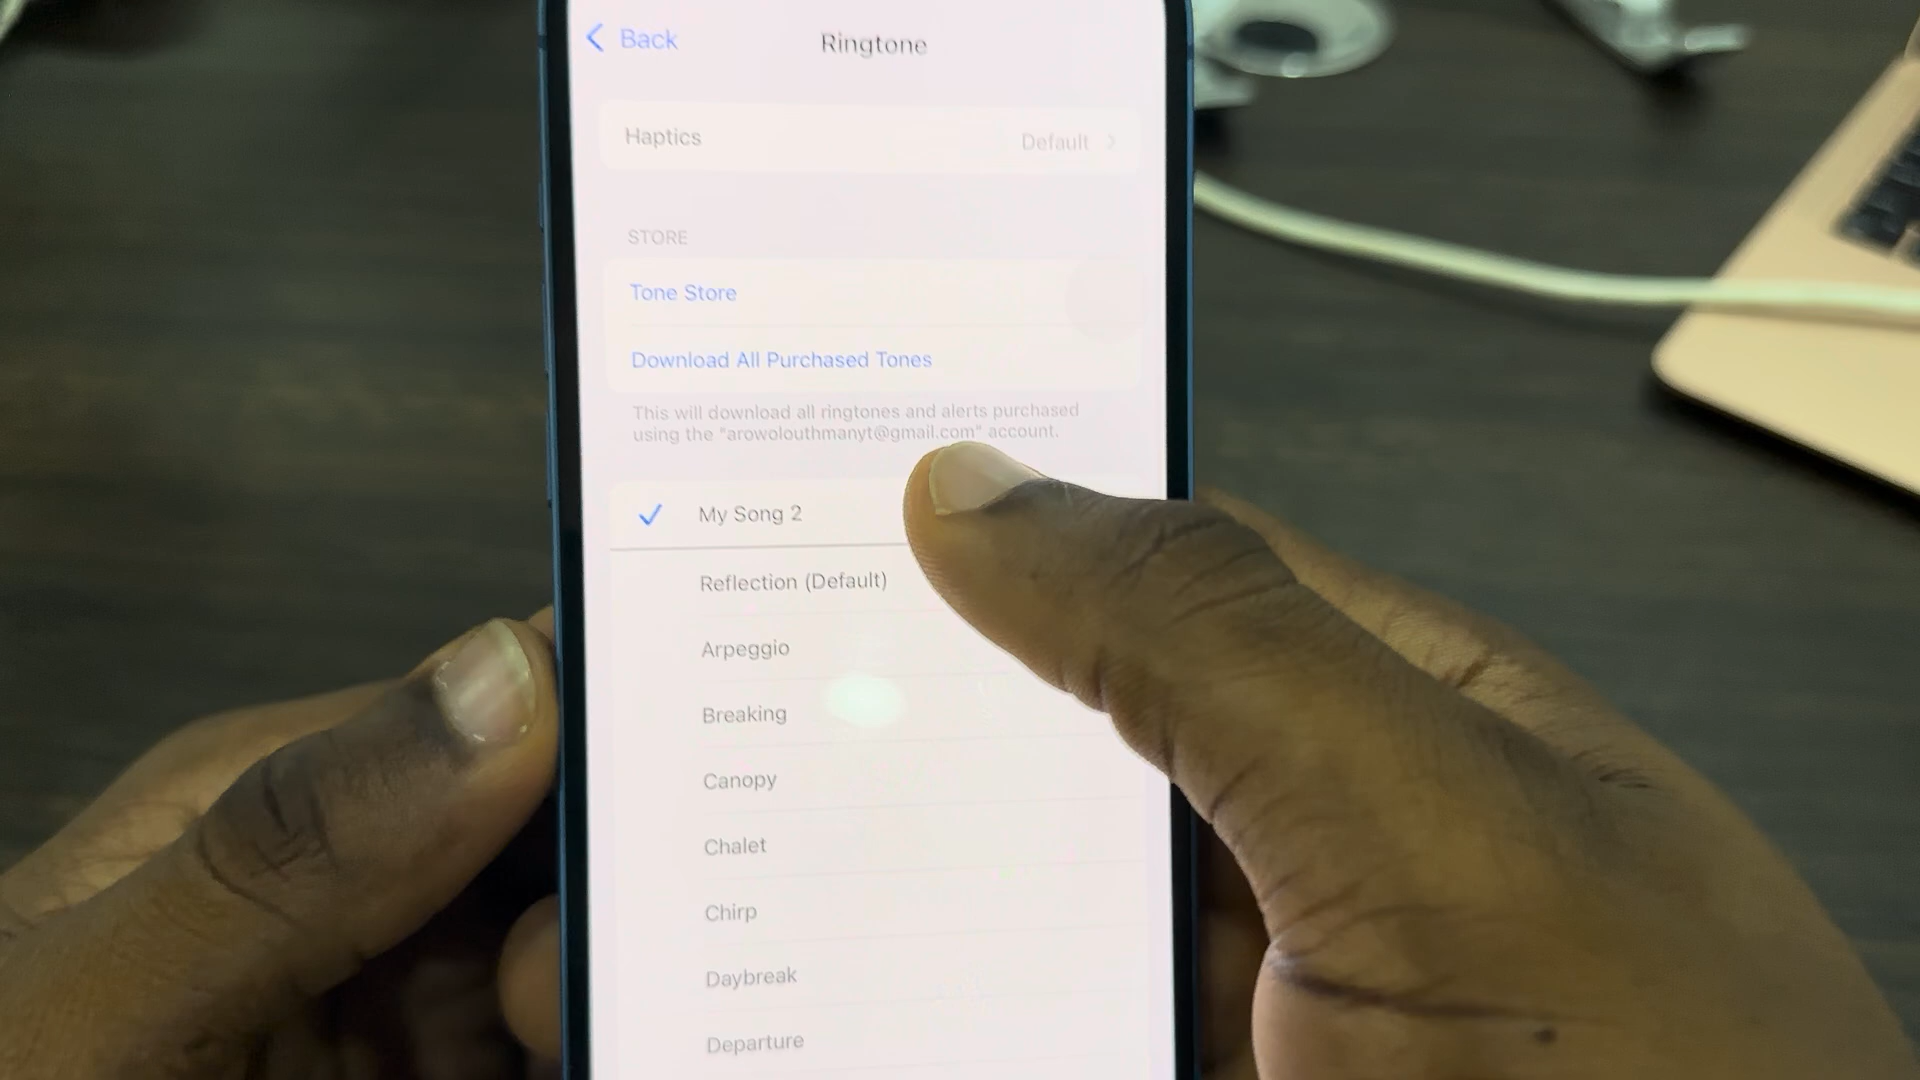 Back
Ringtone
Haptics
Default
STORE
Tone Store
Download All Purchased Tones
This will download all ringtones and alerts purchased
using the "arowolouthmanyt@gmail.com" account.
My Song 2
Reflection (Default)
Arpeggio
Breaking
Canopy
Chalet
Chirp
Daybreak
Departure